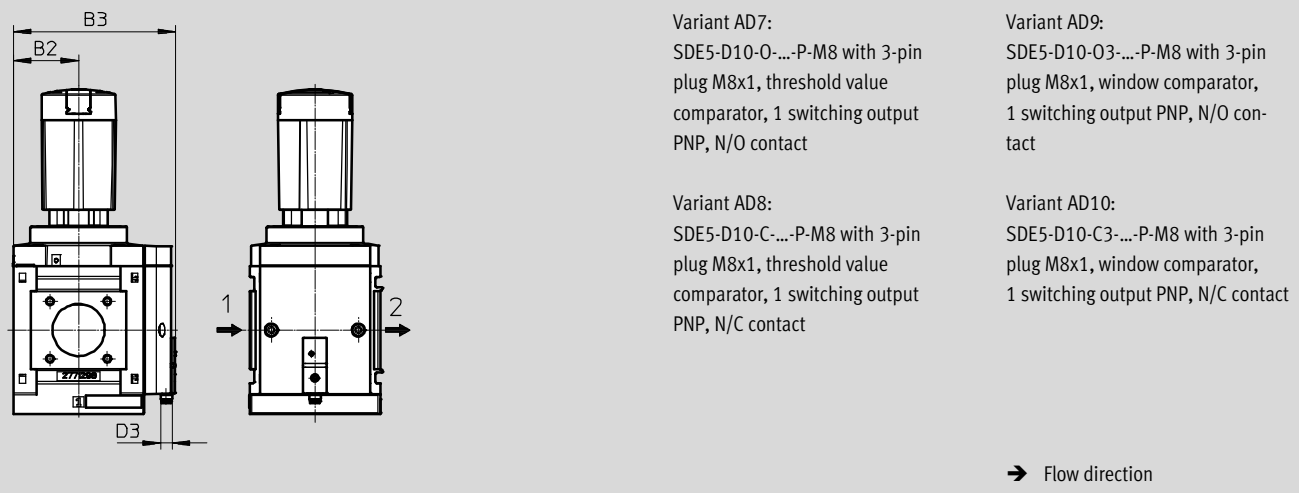 B3
B2
1
2
D3
Variant AD7:
SDE5-D10-O-...-P-M8 with 3-pin
plug M8x1, threshold value
comparator, 1 switching output
PNP, N/O contact
Variant AD8:
SDE5-D10-C-...-P-M8 with 3-pin
plug M8x1, threshold value
comparator, 1 switching output
PNP, N/C contact
Variant AD9:
SDE5-D10-O3-...-P-M8 with 3-pin
plug M8x1, window comparator,
1 switching output PNP, N/O con-
tact
Variant AD10:
SDE5-D10-C3-...-P-M8 with 3-pin
plug M8x1, window comparator,
1 switching output PNP, N/C contact
➔ Flow direction